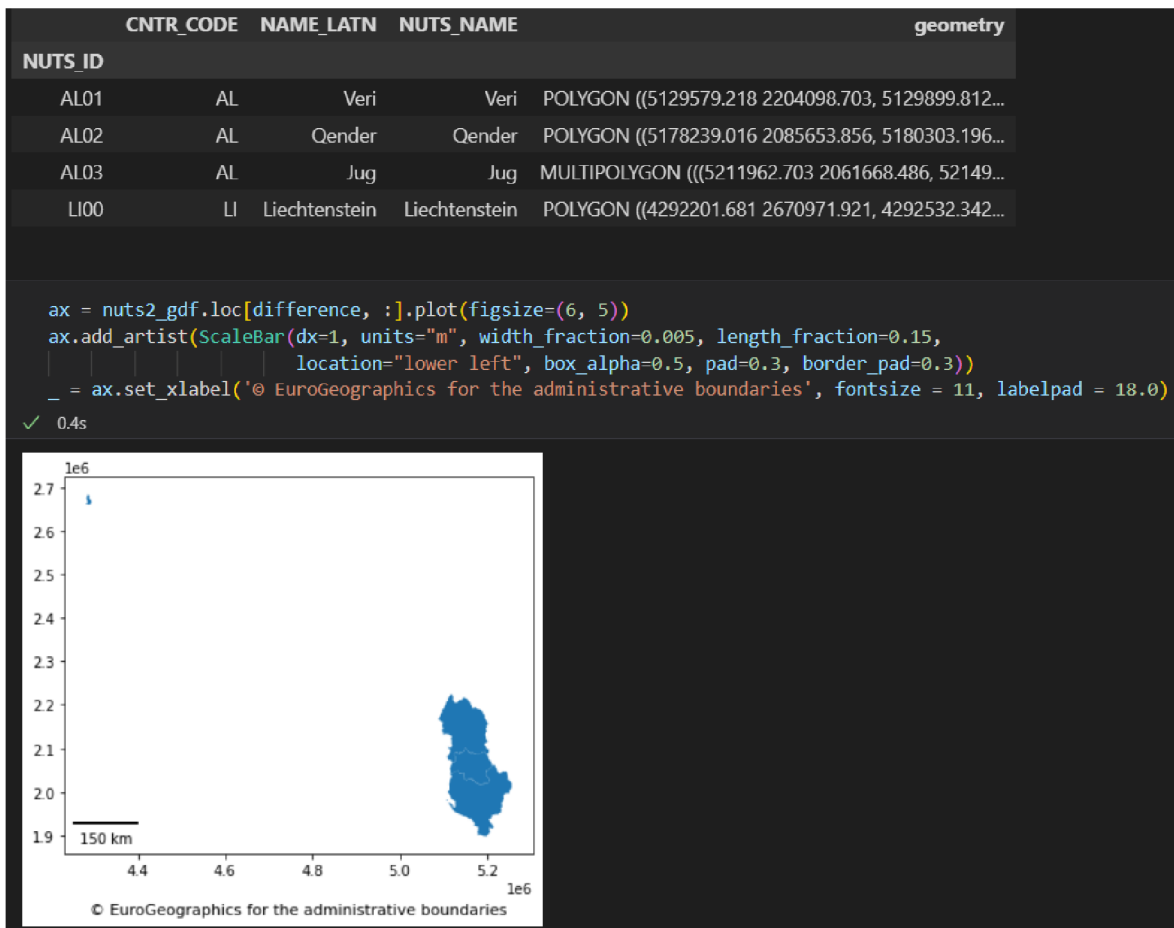 CNTR_CODE NAME_LATN NUTS_NAME geometry
NUTS_ID
AL01 AL Veri Veri POLYGON ((5129579.218 2204098.703, 5129899.812...
AL02 AL Qender Qender POLYGON ((5178239.016 2085653.856, 5180303.196...
AL03 AL Jug Jug MULTIPOLYGON (((5211962.703 2061668.486, 52149...
LI00 LI Liechtenstein Liechtenstein POLYGON ((4292201.681 2670971.921, 4292532.342...
ax = nuts2_gdf.loc[difference, :].plot(figsize=(6, 5))
ax.add_artist(ScaleBar(dx=1, units="m", width_fraction=0.005, length_fraction=0.15,
location="lower left", box_alpha=0.5, pad=0.3, border_pad=0.3))
_ = ax.set_xlabel('© EuroGeographics for the administrative boundaries', fontsize = 11, labelpad = 18.0)
✓ 0.4s
1e6
2.7
2.6
2.5
2.4
2.3
2.2
2.1
2.0
1.9
150 km
4.4 4.6 4.8 5.0 5.2
1e6
© EuroGeographics for the administrative boundaries